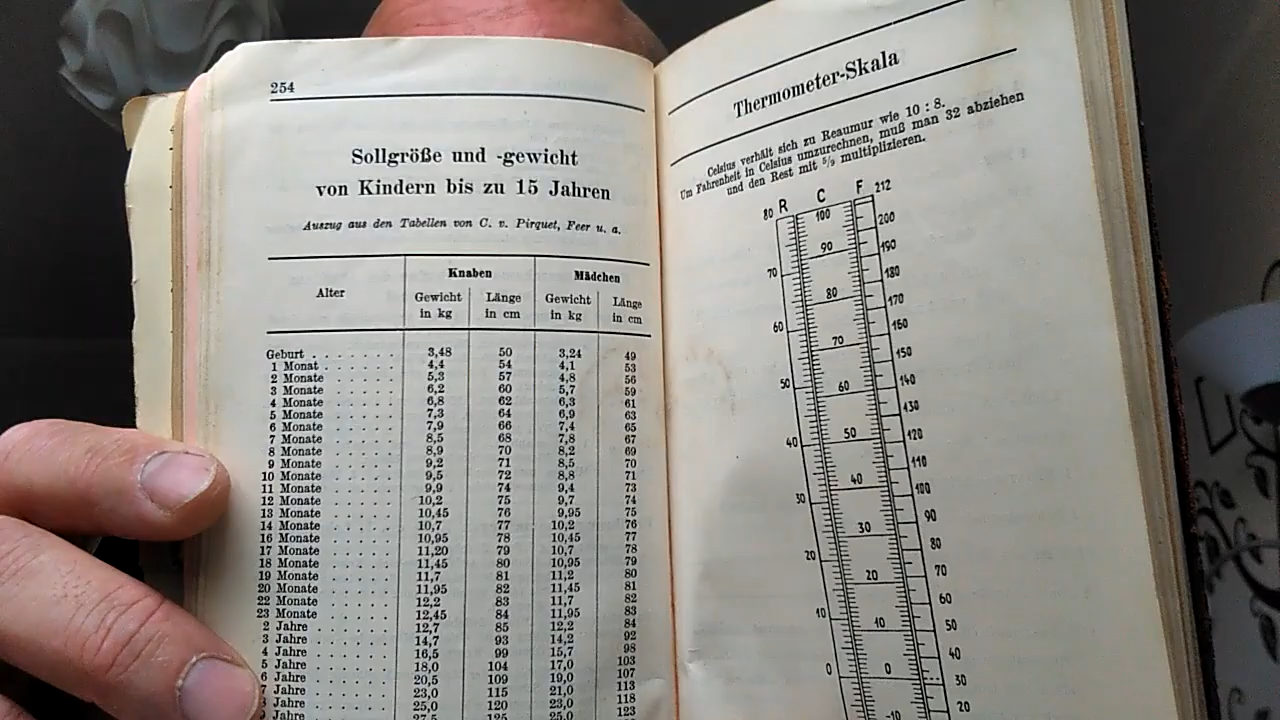 254
Sollgröße und -gewicht
von Kindern bis zu 15 Jahren
Auszug aus den Tabellen von C. v. Pirquet, Feer u. a.
Alter Knaben Mädchen
Gewicht in kg Länge in cm Gewicht in kg Länge in cm
Geburt . . . . . . . 3,48 50 3,24 49
1 Monat . . . . . . 4,4 54 4,1 53
2 Monate . . . . . 5,3 57 4,8 56
3 Monate . . . . . 6,2 60 5,7 59
4 Monate . . . . . 6,8 62 6,3 61
5 Monate . . . . . 7,3 64 6,9 63
6 Monate . . . . . 7,9 66 7,4 65
7 Monate . . . . . 8,5 68 7,8 67
8 Monate . . . . . 8,9 70 8,2 69
9 Monate . . . . . 9,2 71 8,5 70
10 Monate . . . . . 9,5 72 8,8 71
11 Monate . . . . . 9,9 74 9,4 73
12 Monate . . . . . 10,2 75 9,7 74
13 Monate . . . . . 10,45 76 9,95 75
14 Monate . . . . . 10,7 77 10,2 76
16 Monate . . . . . 10,95 78 10,45 77
17 Monate . . . . . 11,20 79 10,7 78
18 Monate . . . . . 11,45 80 10,95 79
19 Monate . . . . . 11,7 81 11,2 80
20 Monate . . . . . 11,95 82 11,45 81
22 Monate . . . . . 12,2 83 11,7 82
23 Monate . . . . . 12,45 84 11,95 83
2 Jahre . . . . . . 12,7 85 12,2 84
3 Jahre . . . . . . 14,7 93 14,2 92
4 Jahre . . . . . . 16,5 99 15,7 98
5 Jahre . . . . . . 18,0 104 17,0 103
6 Jahre . . . . . . 20,5 109 19,0 107
7 Jahre . . . . . . 23,0 115 21,0 113
Jahre . . . . . . 25,0 120 23,0 118
Jahre . . . . . . 27,5 125 25,0 123
Thermometer-Skala
Celsius verhält sich zu Reaumur wie 10 : 8.
Um Fahrenheit in Celsius umzurechnen, muß man 32 abziehen
und den Rest mit 5/9 multiplizieren.
R C F
80 100 212
200
90 190
70 180
80 170
60 160
70 150
50 60 140
130
40 50 120
110
40 100
30 90
30 80
20 20 70
60
10 10 50
40
0 0 30
20
-10